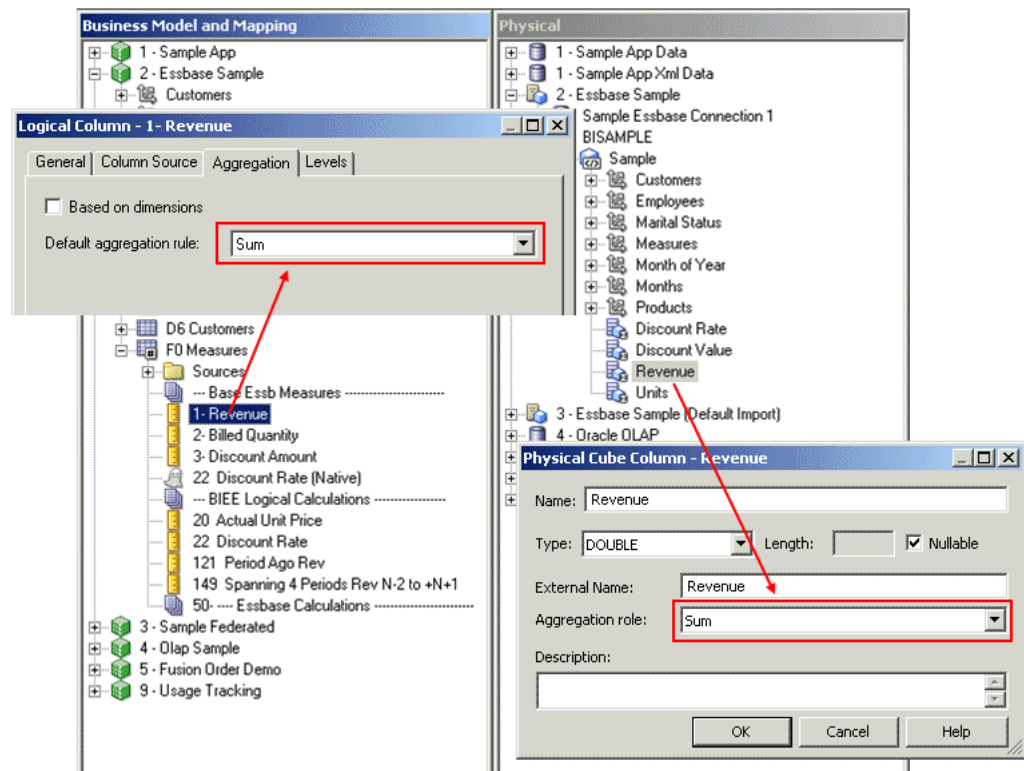 Business Model and Mapping
1 - Sample App
2 - Essbase Sample
Customers
Logical Column - 1- Revenue
General
Column Source
Aggregation
Levels
Based on dimensions
Default aggregation rule:
Sum
D6 Customers
F0 Measures
Sources
--- Base Essb Measures --------------------
1- Revenue
2- Billed Quantity
3- Discount Amount
22 Discount Rate (Native)
--- BIEE Logical Calculations --------------
20 Actual Unit Price
22 Discount Rate
121 Period Ago Rev
149 Spanning 4 Periods Rev N-2 to +N+1
50- ---- Essbase Calculations --------------------
3 - Sample Federated
4 - Olap Sample
5 - Fusion Order Demo
9 - Usage Tracking
Physical
1 - Sample App Data
1 - Sample App Xml Data
2 - Essbase Sample
Sample Essbase Connection 1
BISAMPLE
Sample
Customers
Employees
Marital Status
Measures
Month of Year
Months
Products
Discount Rate
Discount Value
Revenue
Units
3 - Essbase Sample (Default Import)
4 - Oracle OLAP
Physical Cube Column - Revenue
Name: Revenue
Type: DOUBLE Length: Nullable
External Name: Revenue
Aggregation role: Sum
Description:
OK Cancel Help